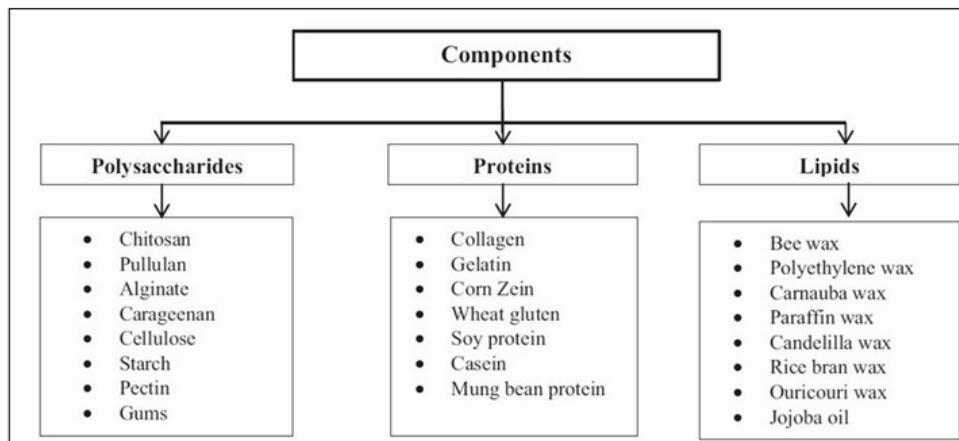 Components
Polysaccharides
Proteins
Lipids
• Chitosan
• Pullulan
• Alginate
• Carageenan
• Cellulose
• Starch
• Pectin
• Gums
• Collagen
• Gelatin
• Corn Zein
• Wheat gluten
• Soy protein
• Casein
• Mung bean protein
• Bee wax
• Polyethylene wax
• Carnauba wax
• Paraffin wax
• Candelilla wax
• Rice bran wax
• Ouricouri wax
• Jojoba oil